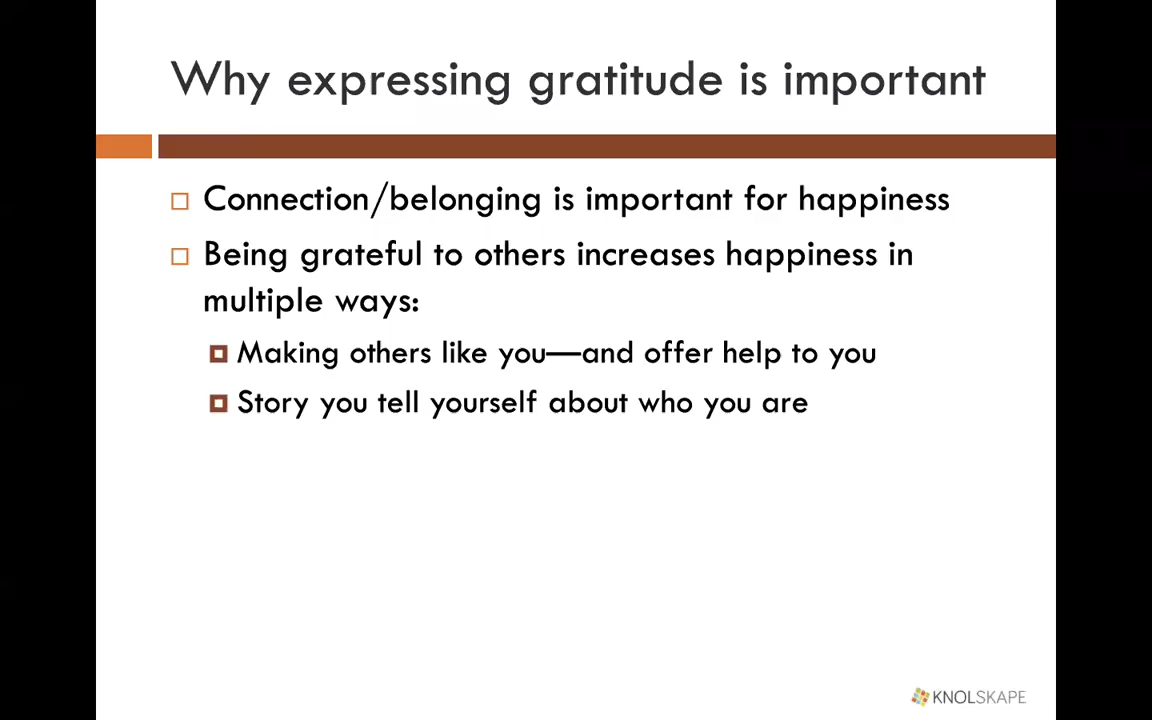 Why expressing gratitude is important
Connection/belonging is important for happiness
Being grateful to others increases happiness in
multiple ways:
Making others like you—and offer help to you
Story you tell yourself about who you are
KNOLSKAPE